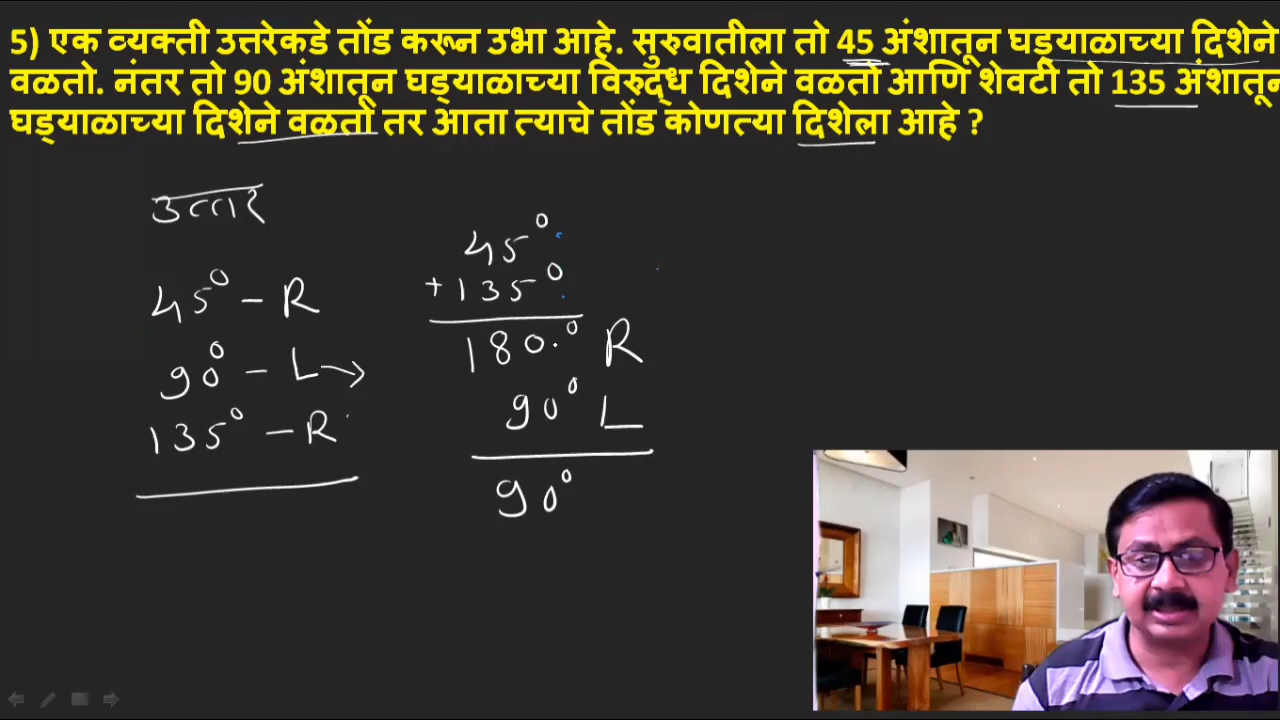 5) एक व्यक्ती उत्तरेकडे तोंड करून उभा आहे. सुरुवातीला तो 45 अंशातून घड्याळाच्या दिशेने
वळतो. नंतर तो 90 अंशातून घड्याळाच्या विरुद्ध दिशेने वळतो आणि शेवटी तो 135 अंशातून
घड्याळाच्या दिशेने वळतो तर आता त्याचे तोंड कोणत्या दिशेला आहे ?
उत्तर
45° - R
90° - L →
135° - R
45°
+ 135°
180.° R
90° L
90°